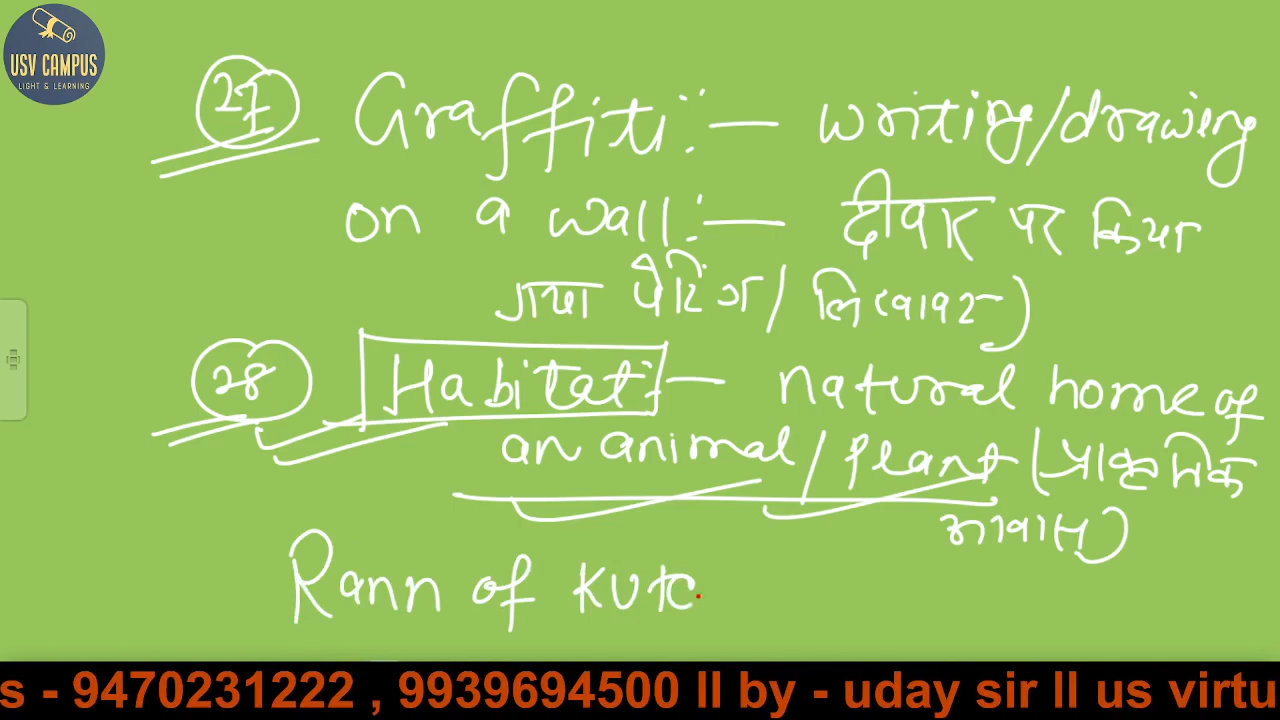 USV CAMPUS
LIGHT & LEARNING
27 Graffiti :— writing/drawing
on a wall :— दीवार पर किया
गया पेंटिंग / लिखावट)
28 Habitat :— natural home of
an animal / plant (प्राकृतिक
आवास)
Rann of KUTC
s - 9470231222 , 9939694500 ll by - uday sir ll us virtu